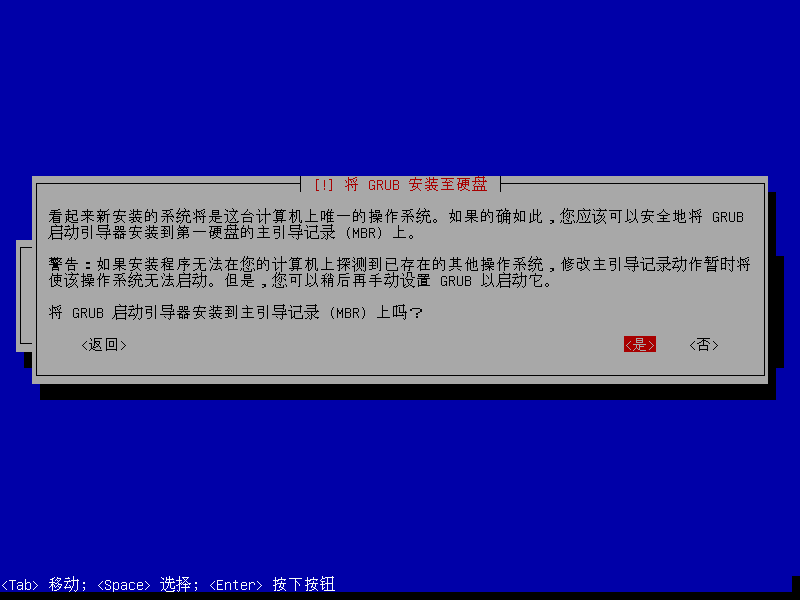 [!] 将 GRUB 安装至硬盘
看起来新安装的系统将是这台计算机上唯一的操作系统。如果的确如此，您应该可以安全地将 GRUB
启动引导器安装到第一硬盘的主引导记录 (MBR) 上。
警告：如果安装程序无法在您的计算机上探测到已存在的其他操作系统，修改主引导记录动作暂时将
使该操作系统无法启动。但是，您可以稍后再手动设置 GRUB 以启动它。
将 GRUB 启动引导器安装到主引导记录 (MBR) 上吗？
<返回> <是> <否>
<Tab> 移动; <Space> 选择; <Enter> 按下按钮